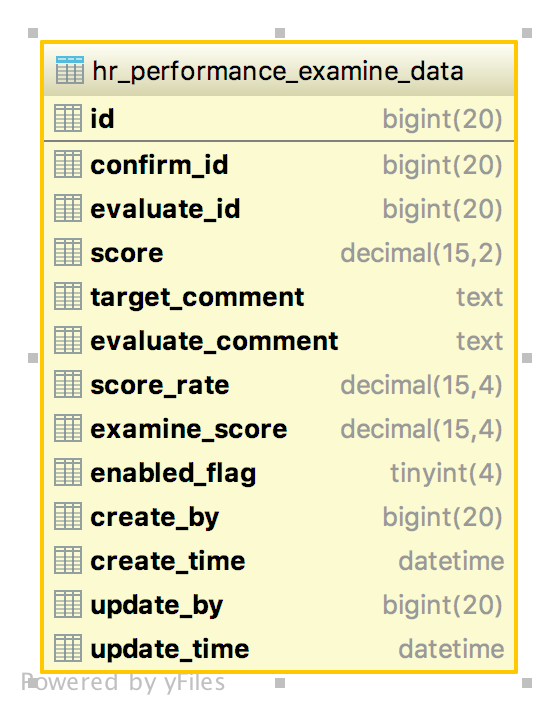 hr_performance_examine_data
id bigint(20)
confirm_id bigint(20)
evaluate_id bigint(20)
score decimal(15,2)
target_comment text
evaluate_comment text
score_rate decimal(15,4)
examine_score decimal(15,4)
enabled_flag tinyint(4)
create_by bigint(20)
create_time datetime
update_by bigint(20)
update_time datetime
Powered by yFiles